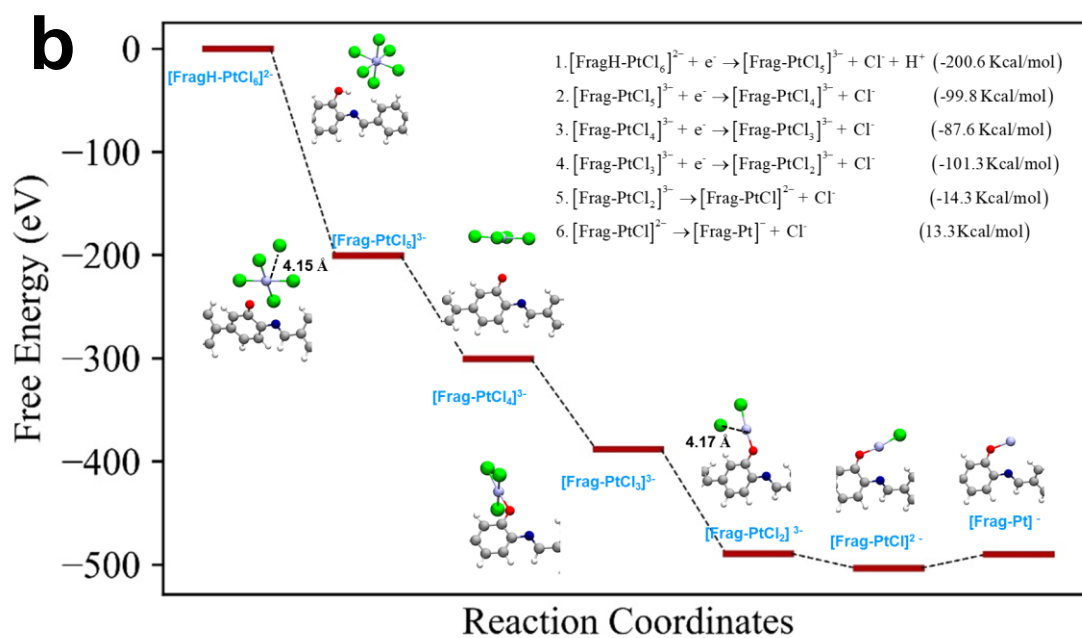 b
Free Energy (eV)
0
−100
−200
−300
−400
−500
Reaction Coordinates
1. [FragH-PtCl₆]²⁻ + e⁻ → [Frag-PtCl₅]³⁻ + Cl⁻ + H⁺ (-200.6 Kcal/mol)
2. [Frag-PtCl₅]³⁻ + e⁻ → [Frag-PtCl₄]³⁻ + Cl⁻ (-99.8 Kcal/mol)
3. [Frag-PtCl₄]³⁻ + e⁻ → [Frag-PtCl₃]³⁻ + Cl⁻ (-87.6 Kcal/mol)
4. [Frag-PtCl₃]³⁻ + e⁻ → [Frag-PtCl₂]³⁻ + Cl⁻ (-101.3 Kcal/mol)
5. [Frag-PtCl₂]³⁻ → [Frag-PtCl]²⁻ + Cl⁻ (-14.3 Kcal/mol)
6. [Frag-PtCl]²⁻ → [Frag-Pt]⁻ + Cl⁻ (13.3 Kcal/mol)
[FragH-PtCl₆]²⁻
[Frag-PtCl₅]³⁻
4.15 Å
[Frag-PtCl₄]³⁻
[Frag-PtCl₃]³⁻
4.17 Å
[Frag-PtCl₂]³⁻
[Frag-PtCl]²⁻
[Frag-Pt]⁻